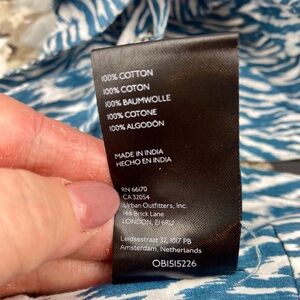 100% COTTON
100% COTON
100% BAUMWOLLE
100% COTONE
100% ALGODÓN
MADE IN INDIA
HECHO EN INDIA
RN 66170
CA 32054
Urban Outfitters, Inc.
146 Brick Lane
LONDON, E1 6RU
Leidsestraat 32, 1017 PB
Amsterdam, Netherlands
OB1515226